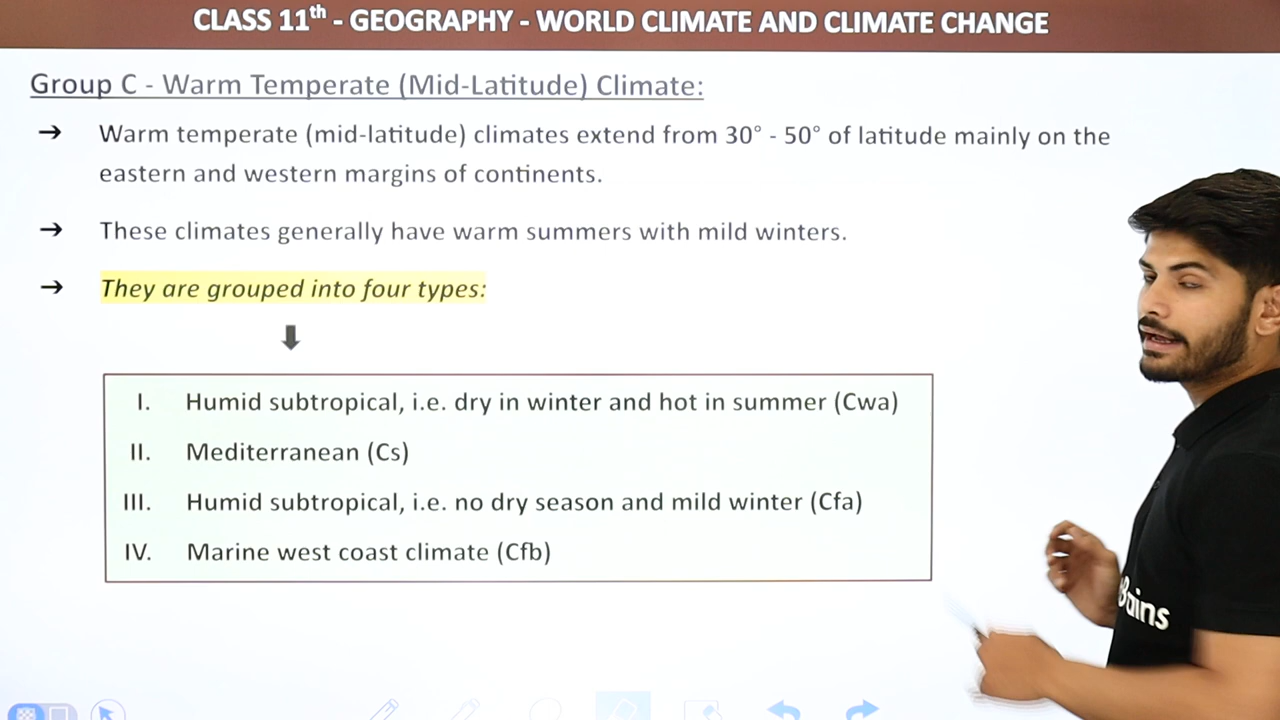 CLASS 11th - GEOGRAPHY - WORLD CLIMATE AND CLIMATE CHANGE
Group C - Warm Temperate (Mid-Latitude) Climate:
➔ Warm temperate (mid-latitude) climates extend from 30° - 50° of latitude mainly on the
eastern and western margins of continents.
➔ These climates generally have warm summers with mild winters.
➔ They are grouped into four types:
I. Humid subtropical, i.e. dry in winter and hot in summer (Cwa)
II. Mediterranean (Cs)
III. Humid subtropical, i.e. no dry season and mild winter (Cfa)
IV. Marine west coast climate (Cfb)